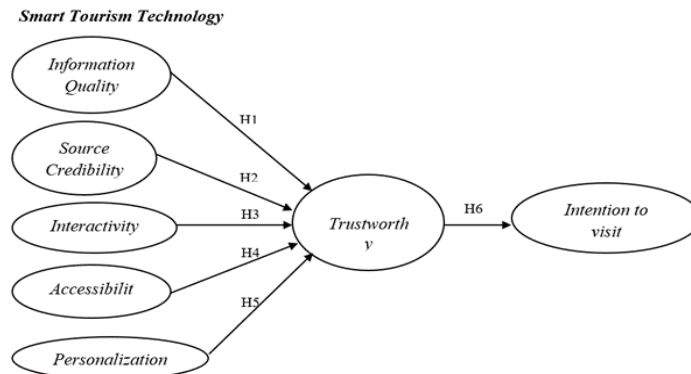 Smart Tourism Technology
Information
Quality
H1
Source
Credibility
H2
Interactivity
H3
Trustworth
y
H6
Intention to
visit
Accessibilit
H4
H5
Personalization